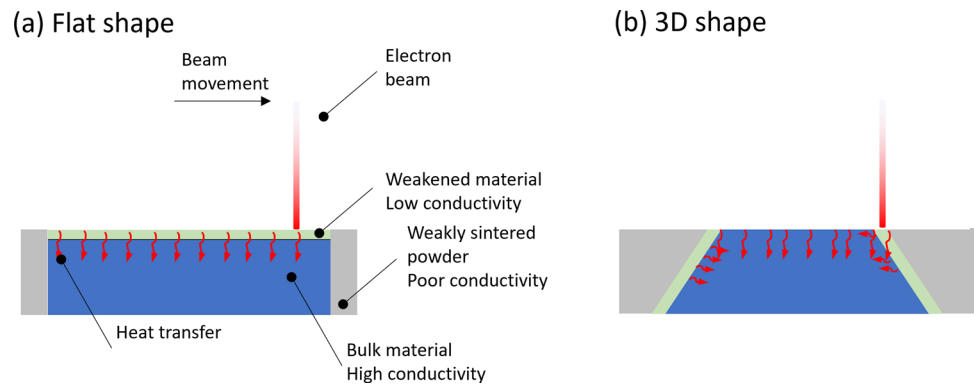 (a) Flat shape
(b) 3D shape
Beam
movement
Electron
beam
Weakened material
Low conductivity
Weakly sintered
powder
Poor conductivity
Heat transfer
Bulk material
High conductivity